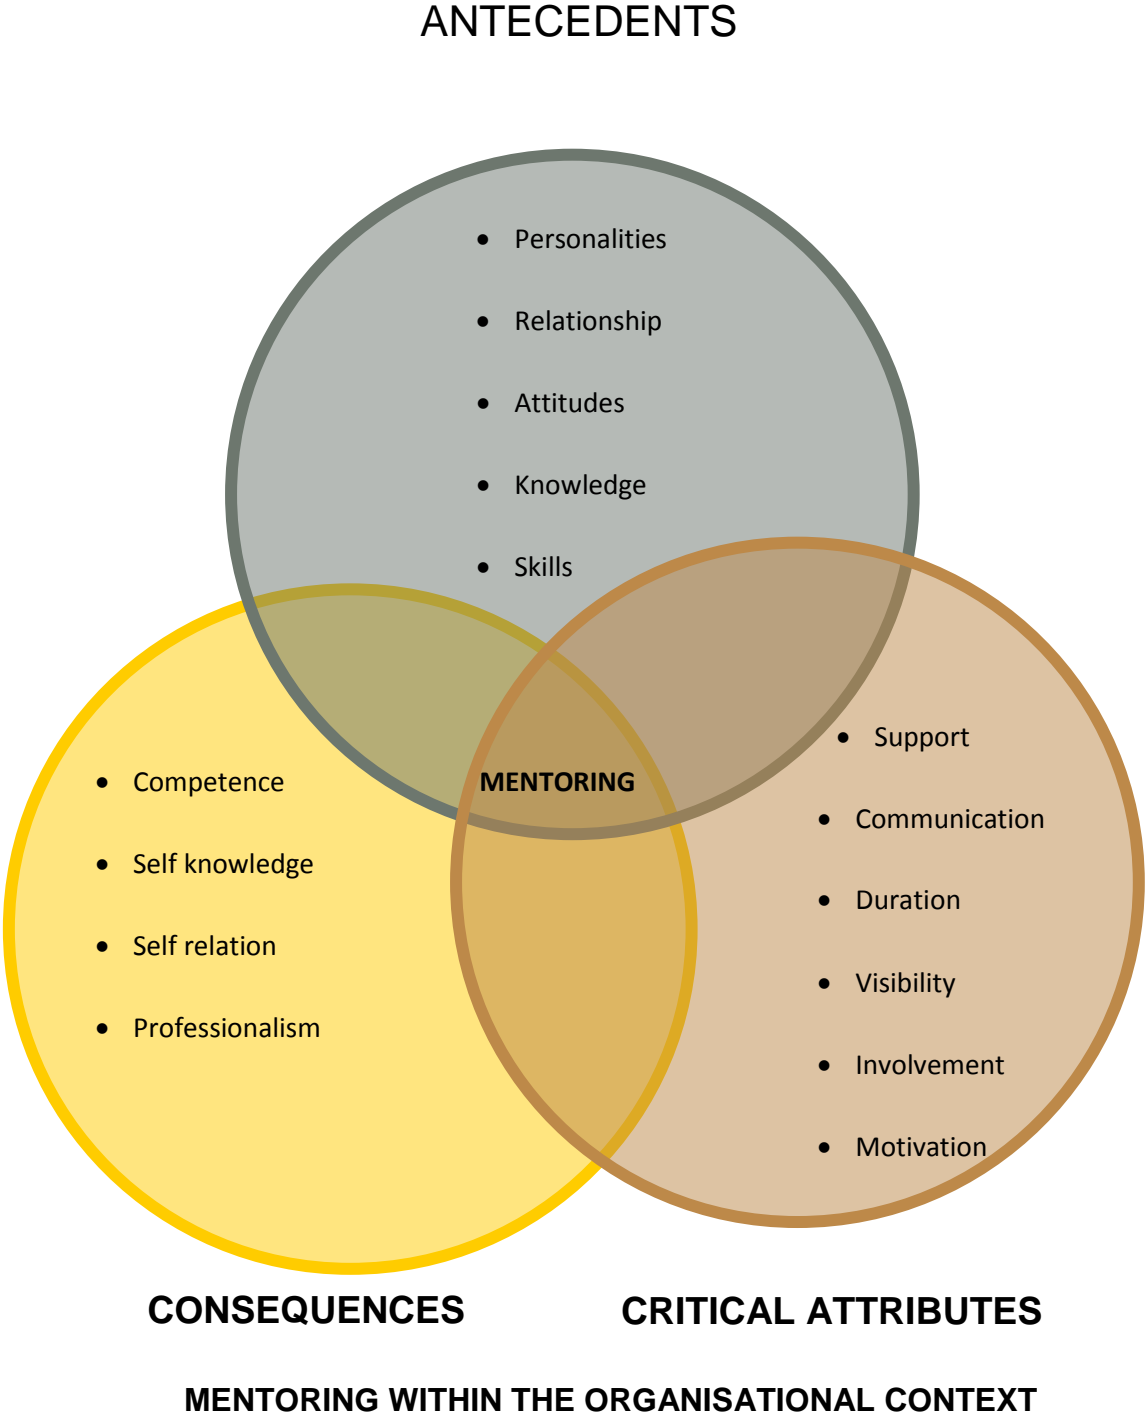 ANTECEDENTS
• Personalities
• Relationship
• Attitudes
• Knowledge
• Skills
MENTORING
• Competence
• Self knowledge
• Self relation
• Professionalism
• Support
• Communication
• Duration
• Visibility
• Involvement
• Motivation
CONSEQUENCES
CRITICAL ATTRIBUTES
MENTORING WITHIN THE ORGANISATIONAL CONTEXT